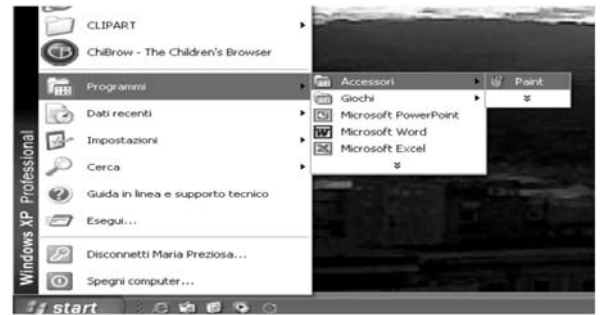 CLIPART
ChiBrow - The Children's Browser
Programmi
Accessori
Paint
Dati recenti
Giochi
Microsoft PowerPoint
Impostazioni
Microsoft Word
Microsoft Excel
Cerca
Guida in linea e supporto tecnico
Esegui...
Disconnetti Maria Preziosa...
Spegni computer...
Windows XP Professional
start